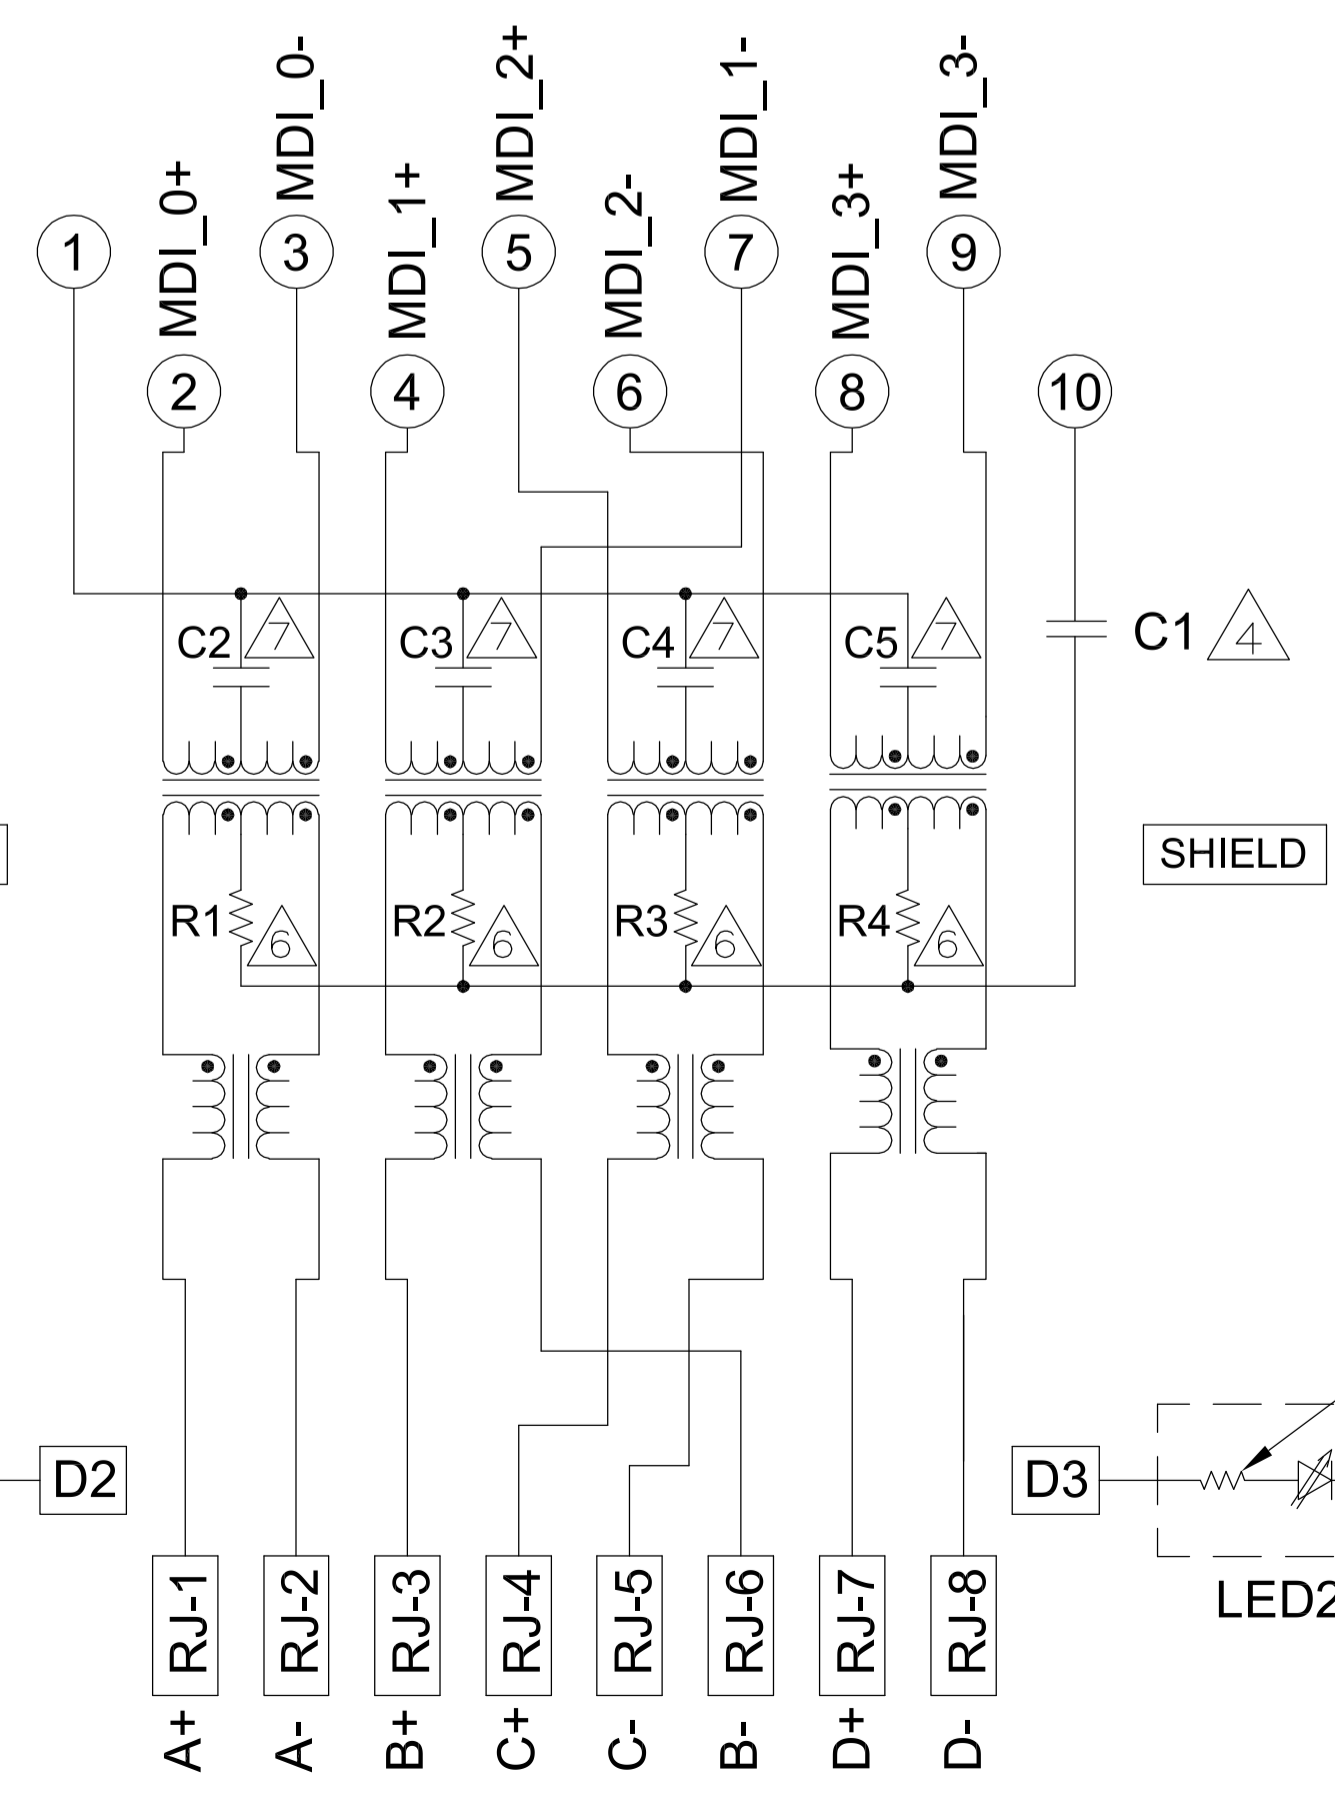 MDI_0+
MDI_0-
MDI_1+
MDI_2+
MDI_2-
MDI_1-
MDI_3+
MDI_3-
1
3
5
7
9
2
4
6
8
10
C2
7
C3
7
C4
7
C5
7
C1
4
SHIELD
R1
6
R2
6
R3
6
R4
6
D2
D3
LED2
RJ-1
RJ-2
RJ-3
RJ-4
RJ-5
RJ-6
RJ-7
RJ-8
A+
A-
B+
C+
C-
B-
D+
D-